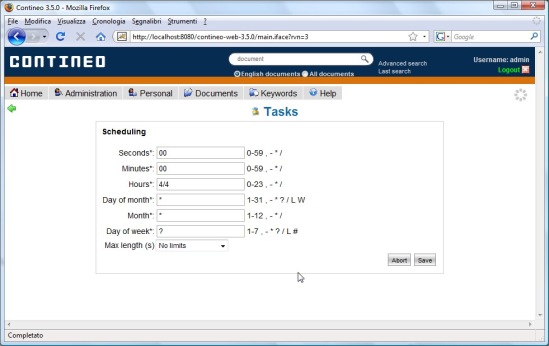 Contineo 3.5.0 - Mozilla Firefox
File Modifica Visualizza Cronologia Segnalibri Strumenti ?
http://localhost:8080/contineo-web-3.5.0/main.iface?rvn=3
Google
CONTINEO
document
English documents All documents
Advanced search
Last search
Username: admin
Logout
Home Administration Personal Documents Keywords Help
Tasks
Scheduling
Seconds*: 00 0-59 , - * /
Minutes*: 00 0-59 , - * /
Hours*: 4/4 0-23 , - * /
Day of month*: * 1-31 , - * ? / L W
Month*: * 1-12 , - * /
Day of week*: ? 1-7 , - * ? / L #
Max length (s) No limits
Abort Save
Completato